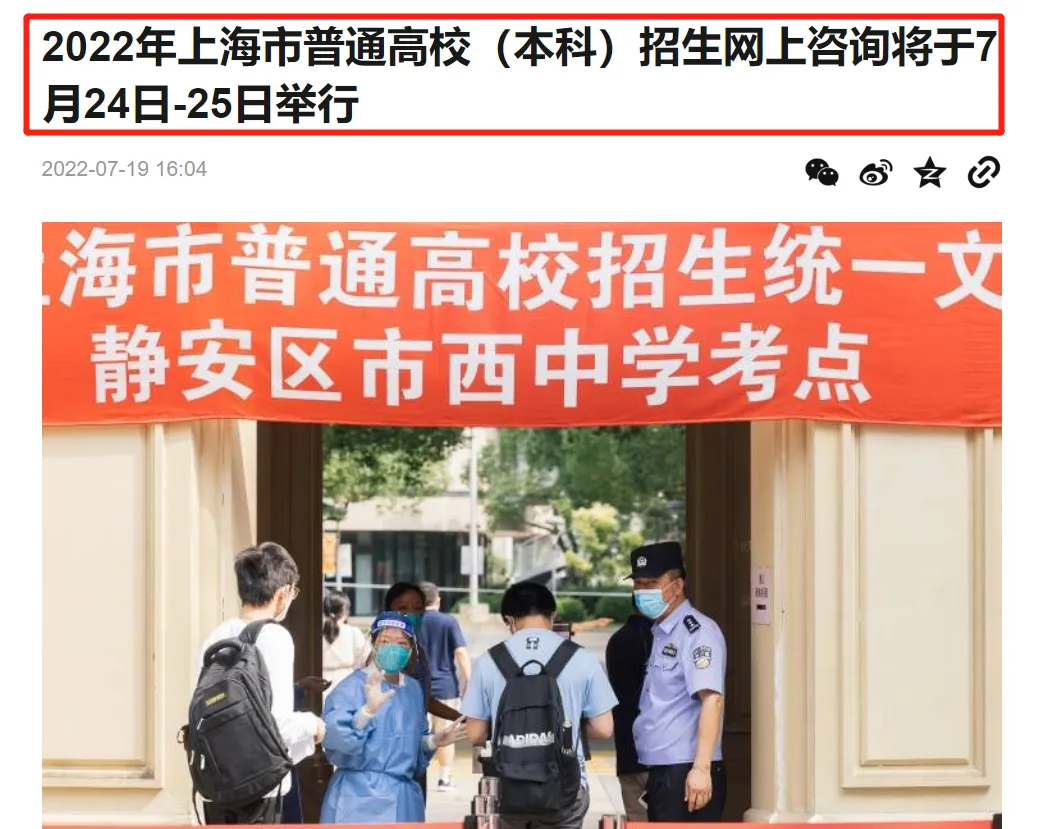 2022年上海市普通高校（本科）招生网上咨询将于7
月24日-25日举行
2022-07-19 16:04
上海市普通高校招生统一文
静安区市西中学考点